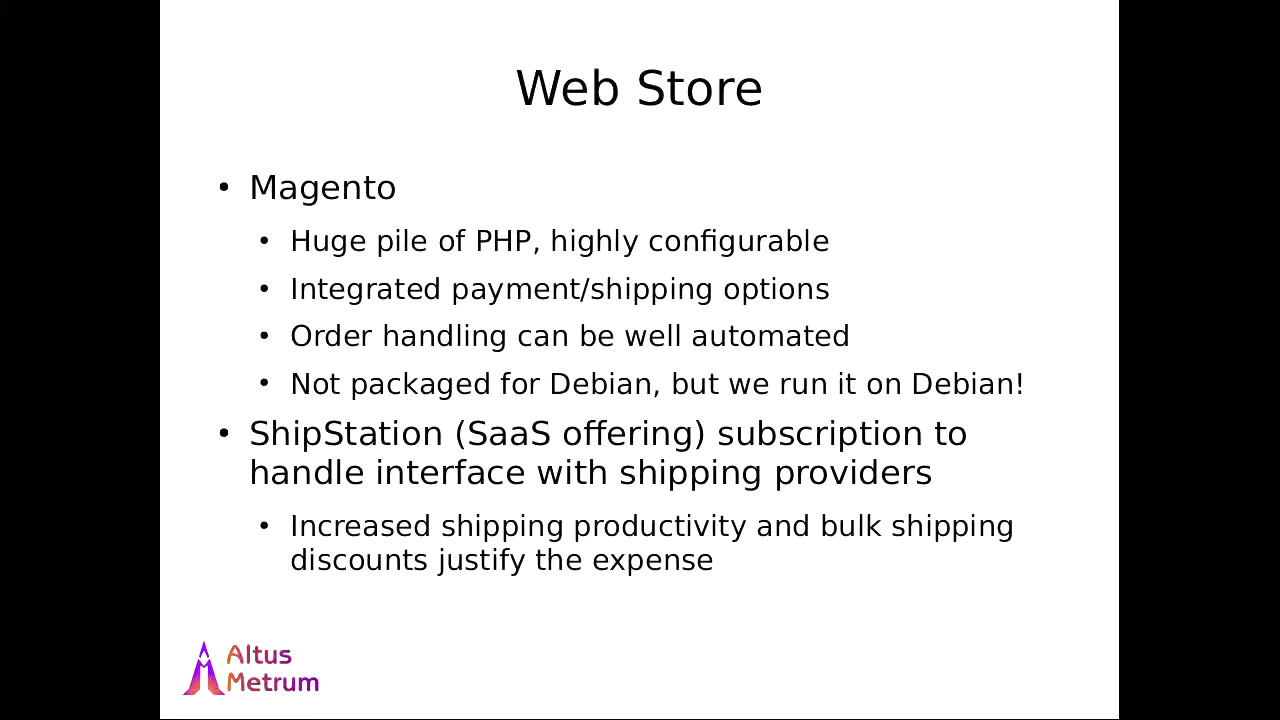 Web Store
• Magento
• Huge pile of PHP, highly configurable
• Integrated payment/shipping options
• Order handling can be well automated
• Not packaged for Debian, but we run it on Debian!
• ShipStation (SaaS offering) subscription to
handle interface with shipping providers
• Increased shipping productivity and bulk shipping
discounts justify the expense
Altus
Metrum